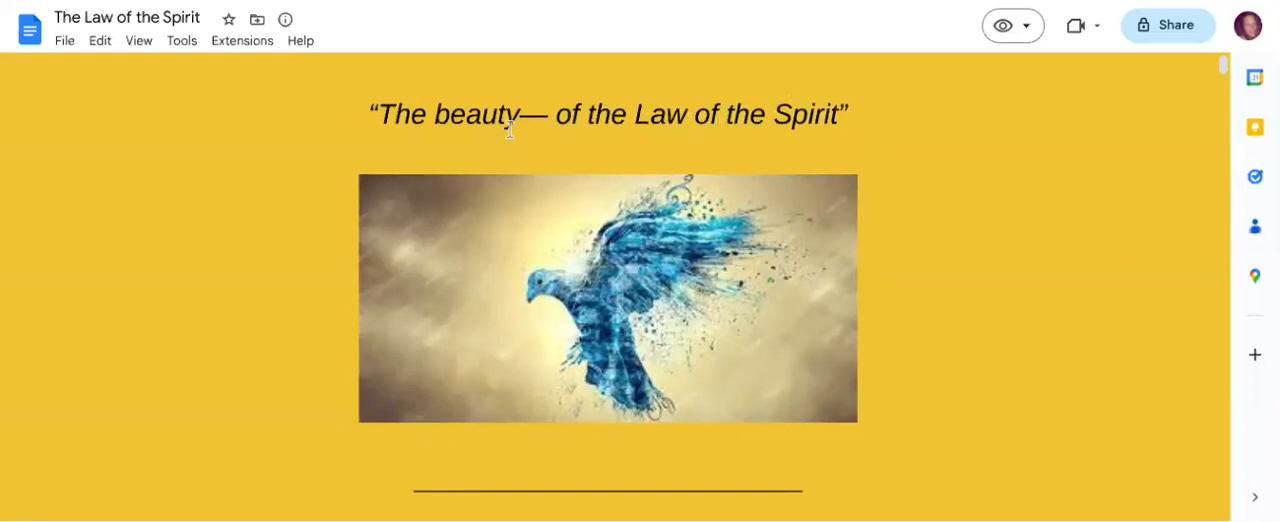 The Law of the Spirit
File Edit View Tools Extensions Help
Share
31
“The beauty— of the Law of the Spirit”